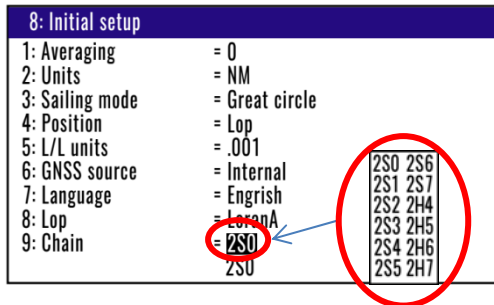 8: Initial setup
1: Averaging = 0
2: Units = NM
3: Sailing mode = Great circle
4: Position = Lop
5: L/L units = .001
6: GNSS source = Internal
7: Language = Engrish
8: Lop = LoranA
9: Chain = 2S0
2S0
2S0 2S6
2S1 2S7
2S2 2H4
2S3 2H5
2S4 2H6
2S5 2H7